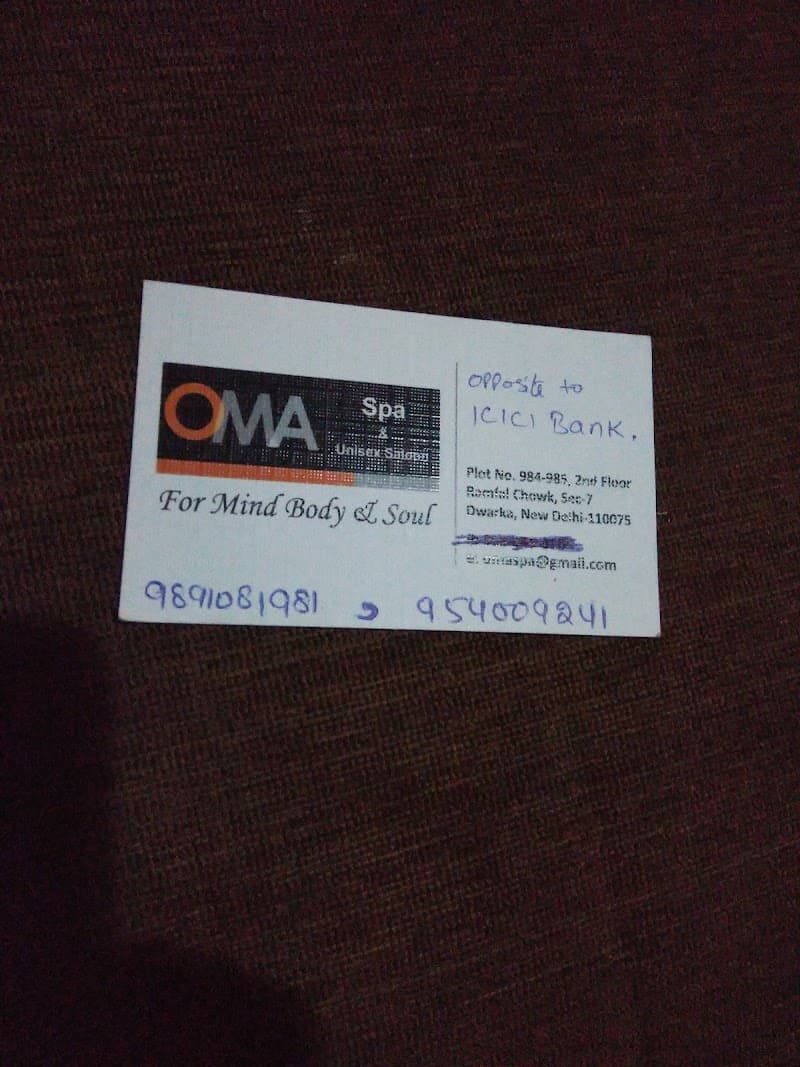 OMA
Spa
&
Unisex Saloon
For Mind Body & Soul
opposite to
ICICI Bank.
Plot No. 984-985, 2nd Floor
Ramfal Chowk, Sec-7
Dwarka, New Delhi-110075
e: omaspa@gmail.com
9891081981 , 954009241